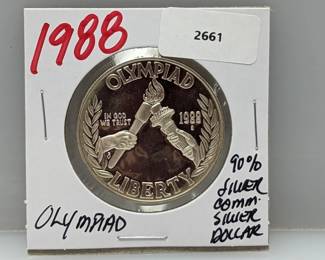 1988
2661
OLYMPIAD
IN GOD
WE TRUST
1988
S
LIBERTY
OLYMPIAD
90%
SILVER
COMM.
SILVER
DOLLAR